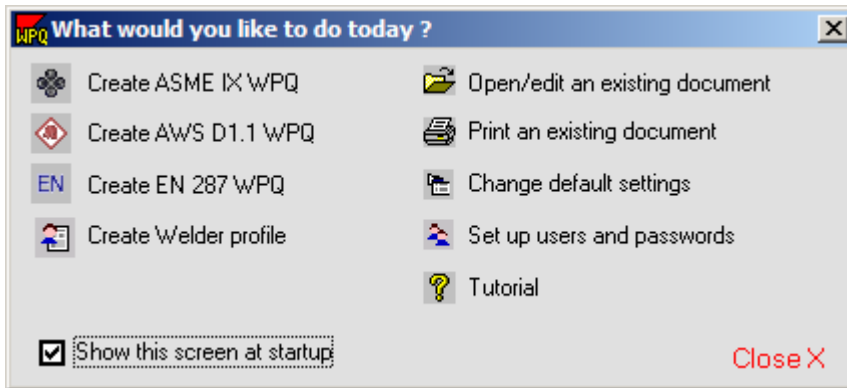 WPQ What would you like to do today ?
Create ASME IX WPQ
Create AWS D1.1 WPQ
EN Create EN 287 WPQ
Create Welder profile
Open/edit an existing document
Print an existing document
Change default settings
Set up users and passwords
? Tutorial
Show this screen at startup
Close X